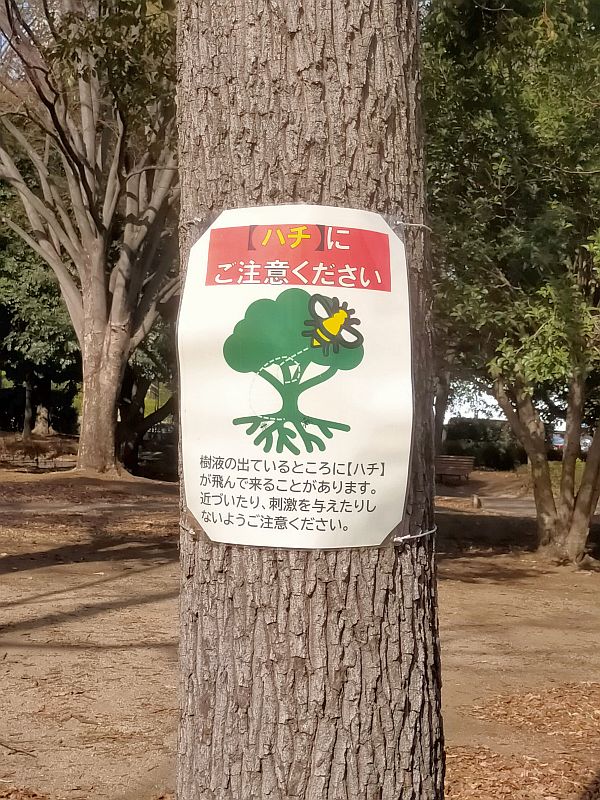 【ハチ】に
ご注意ください
樹液の出ているところに【ハチ】
が飛んで来ることがあります。
近づいたり、刺激を与えたりし
ないようご注意ください。